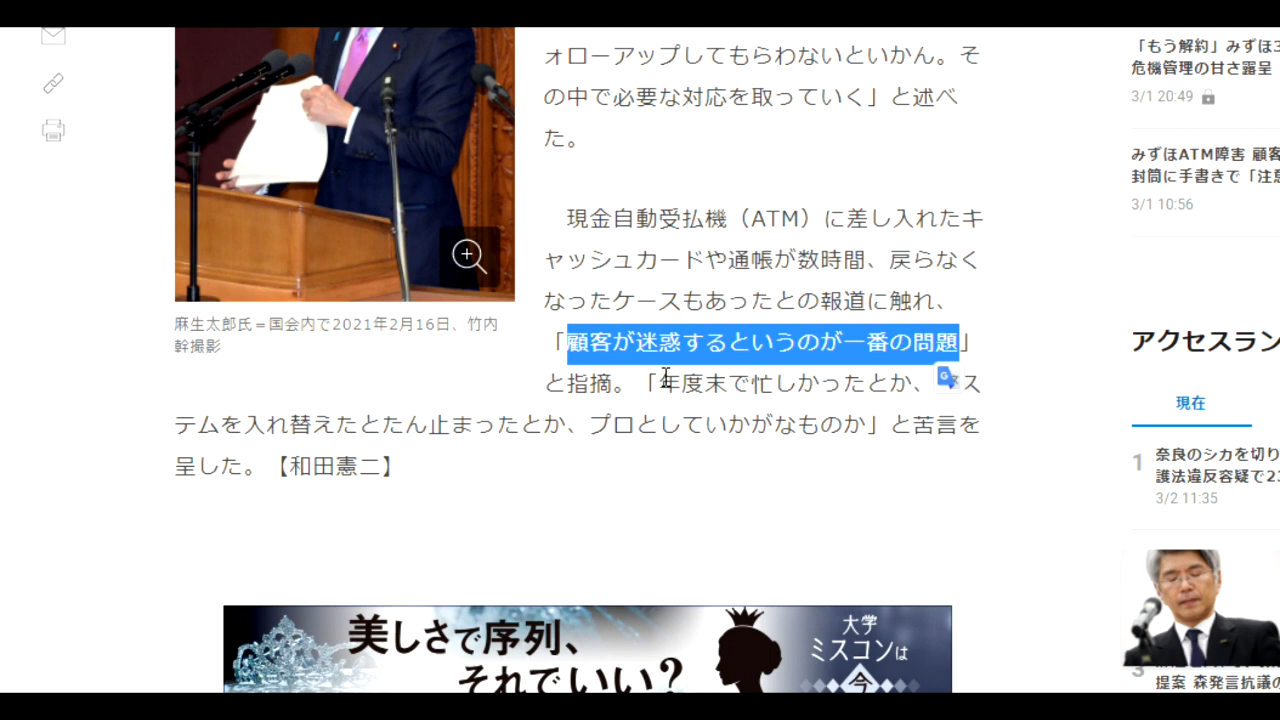 ォローアップしてもらわないといかん。そ
の中で必要な対応を取っていく」と述べ
た。
現金自動受払機（ATM）に差し入れたキ
ャッシュカードや通帳が数時間、戻らなく
なったケースもあったとの報道に触れ、
「顧客が迷惑するというのが一番の問題」
と指摘。「年度末で忙しかったとか、シス
テムを入れ替えたとたん止まったとか、プロとしていかがなものか」と苦言を
呈した。【和田憲二】
麻生太郎氏＝国会内で2021年2月16日、竹内
幹撮影
美しさで序列、
それでいい？
大学
ミスコンは
今
「もう解約」みずほ3
危機管理の甘さ露呈
3/1 20:49
みずほATM障害 顧客
封筒に手書きで「注意
3/1 10:56
アクセスラン
現在
1
奈良のシカを切り
護法違反容疑で23
3/2 11:35
3
提案 森発言抗議の